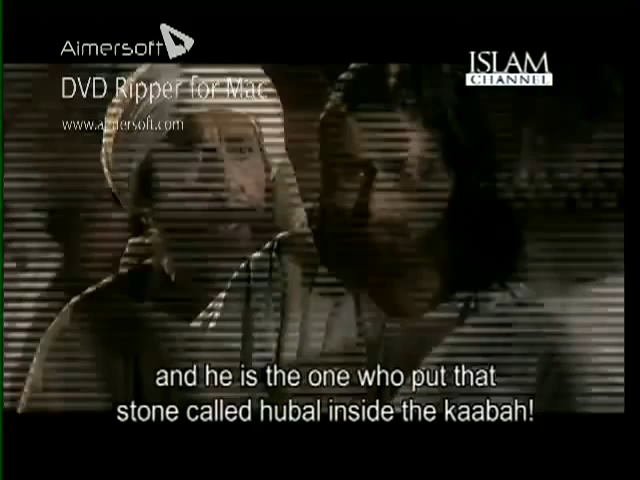 Aimersoft
ISLAM
CHANNEL
DVD Ripper for Mac
www.aimersoft.com
and he is the one who put that
stone called hubal inside the kaabah!